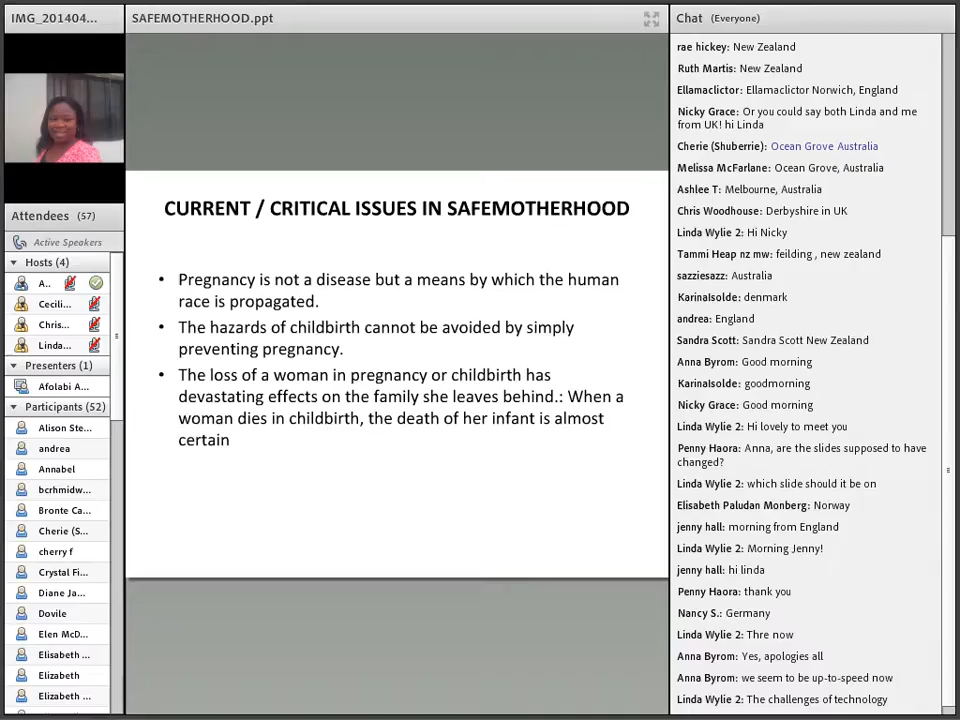 IMG_201404...
Attendees (57)
Active Speakers
Hosts (4)
A..
Cecili...
Chris...
Linda...
Presenters (1)
Afolabi A...
Participants (52)
Alison Ste...
andrea
Annabel
bcrhmidw...
Bronte Ca...
Cherie (S...
cherry f
Crystal Fi...
Diane Ja...
Dovile
Elen McD...
Elisabeth ...
Elizabeth
Elizabeth ...
SAFEMOTHERHOOD.ppt
CURRENT / CRITICAL ISSUES IN SAFEMOTHERHOOD
• Pregnancy is not a disease but a means by which the human
race is propagated.
• The hazards of childbirth cannot be avoided by simply
preventing pregnancy.
• The loss of a woman in pregnancy or childbirth has
devastating effects on the family she leaves behind.: When a
woman dies in childbirth, the death of her infant is almost
certain
Chat (Everyone)
rae hickey: New Zealand
Ruth Martis: New Zealand
Ellamaclictor: Ellamaclictor Norwich, England
Nicky Grace: Or you could say both Linda and me
from UK! hi Linda
Cherie (Shuberrie): Ocean Grove Australia
Melissa McFarlane: Ocean Grove, Australia
Ashlee T: Melbourne, Australia
Chris Woodhouse: Derbyshire in UK
Linda Wylie 2: Hi Nicky
Tammi Heap nz mw: feilding , new zealand
sazziesazz: Australia
KarinaIsolde: denmark
andrea: England
Sandra Scott: Sandra Scott New Zealand
Anna Byrom: Good morning
KarinaIsolde: goodmorning
Nicky Grace: Good morning
Linda Wylie 2: Hi lovely to meet you
Penny Haora: Anna, are the slides supposed to have
changed?
Linda Wylie 2: which slide should it be on
Elisabeth Paludan Monberg: Norway
jenny hall: morning from England
Linda Wylie 2: Morning Jenny!
jenny hall: hi linda
Penny Haora: thank you
Nancy S.: Germany
Linda Wylie 2: Thre now
Anna Byrom: Yes, apologies all
Anna Byrom: we seem to be up-to-speed now
Linda Wylie 2: The challenges of technology